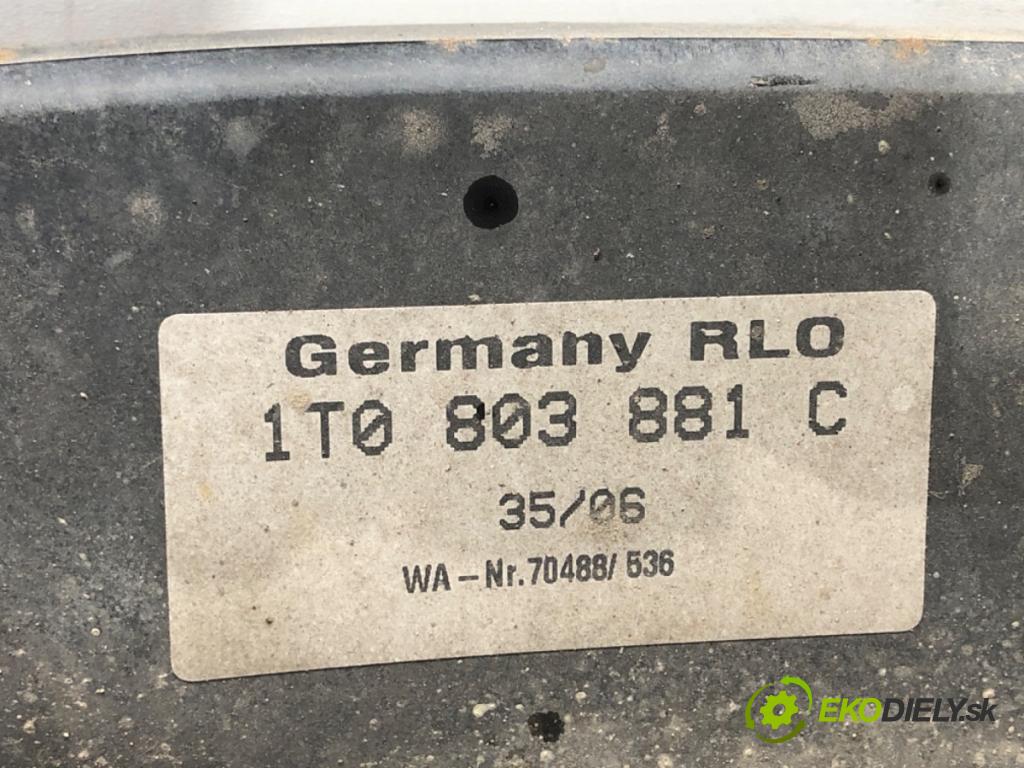 Germany RLO
1T0 803 881 C
35/06
WA-Nr.70488/ 536
EKODIELY.sk